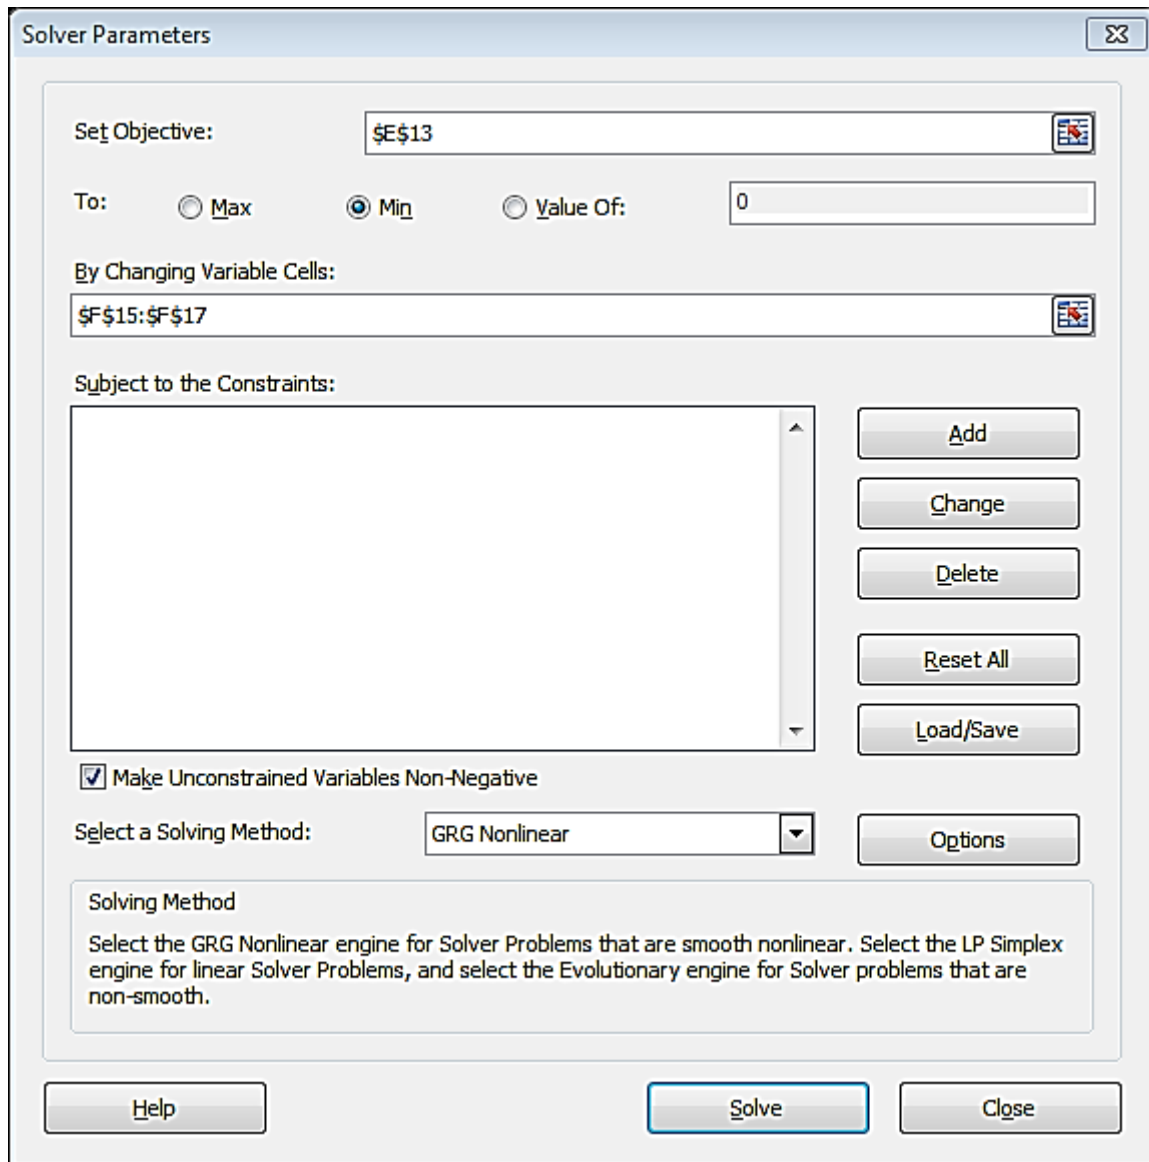 Solver Parameters
Set Objective:
$E$13
To:
Max
Min
Value Of:
0
By Changing Variable Cells:
$F$15:$F$17
Subject to the Constraints:
Add
Change
Delete
Reset All
Load/Save
Make Unconstrained Variables Non-Negative
Select a Solving Method:
GRG Nonlinear
Options
Solving Method
Select the GRG Nonlinear engine for Solver Problems that are smooth nonlinear. Select the LP Simplex
engine for linear Solver Problems, and select the Evolutionary engine for Solver problems that are
non-smooth.
Help
Solve
Close